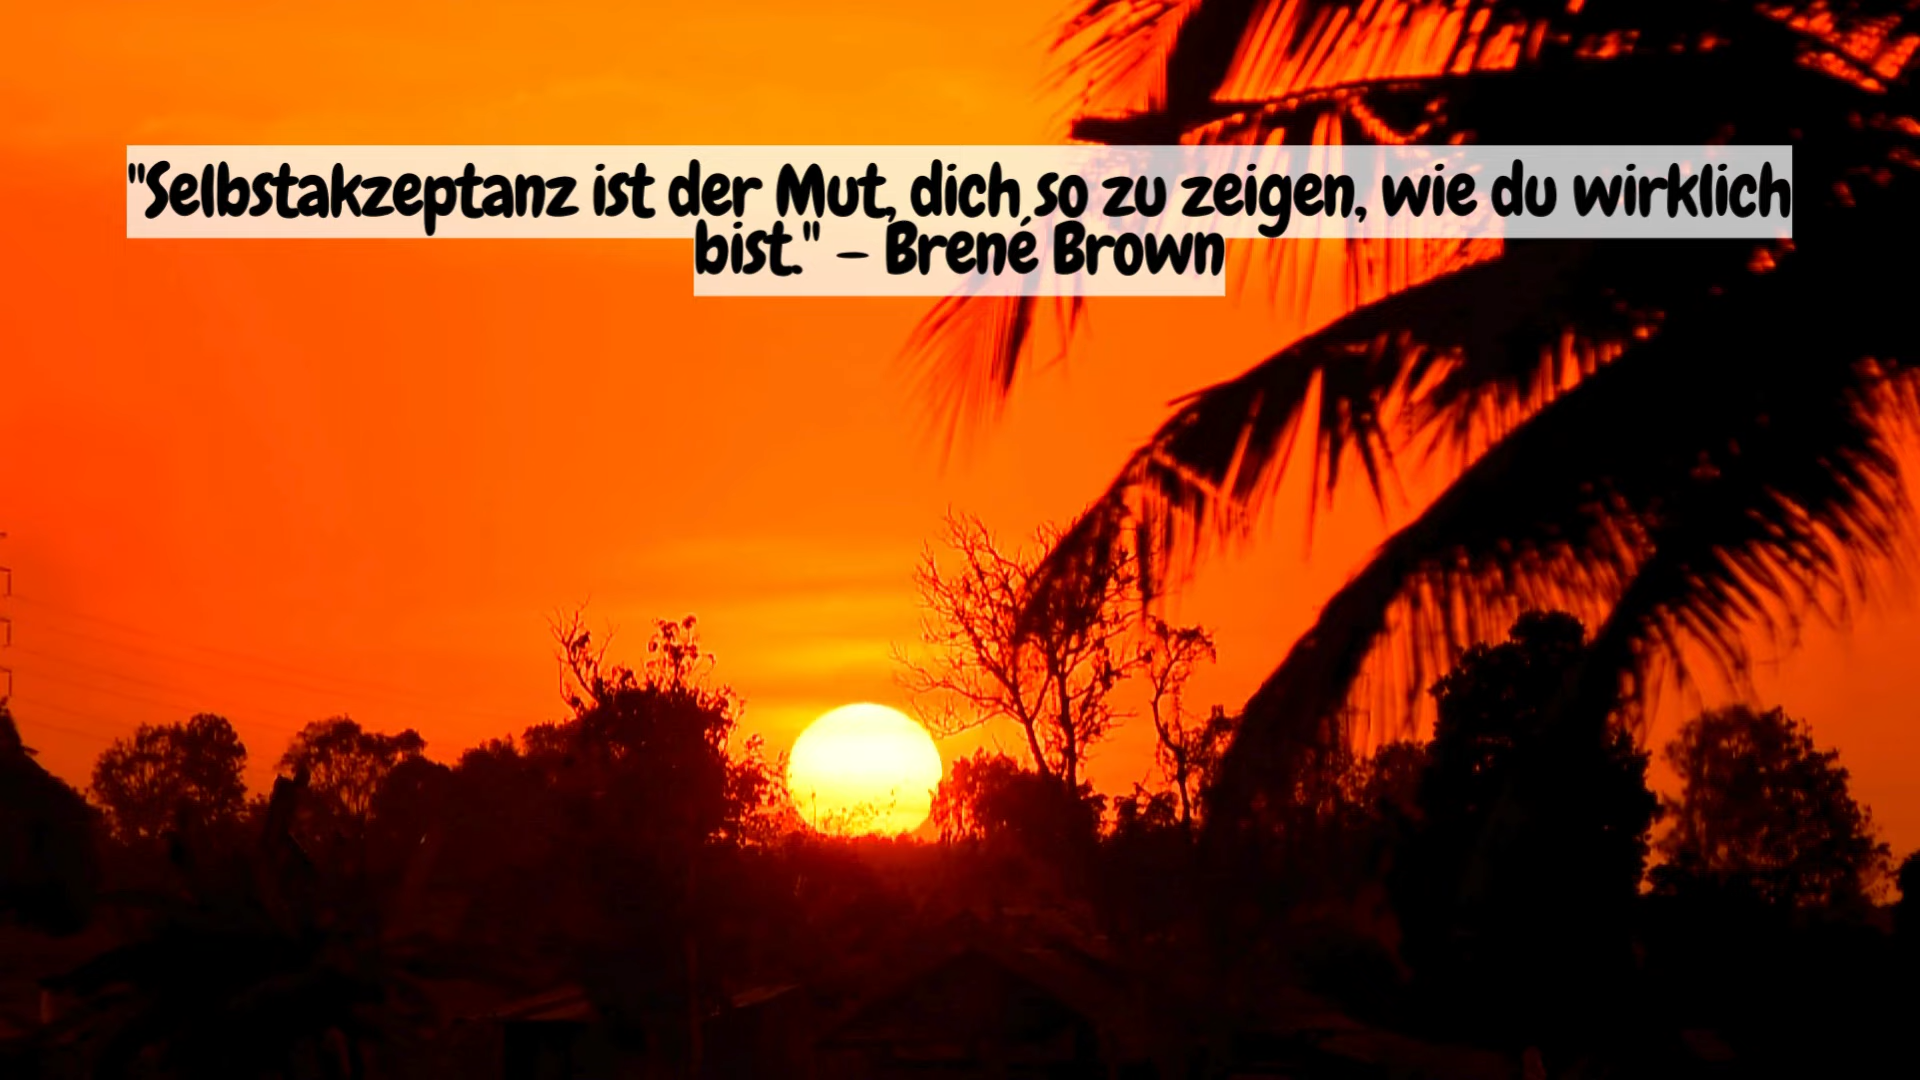 "Selbstakzeptanz ist der Mut, dich so zu zeigen, wie du wirklich
bist." – Brené Brown